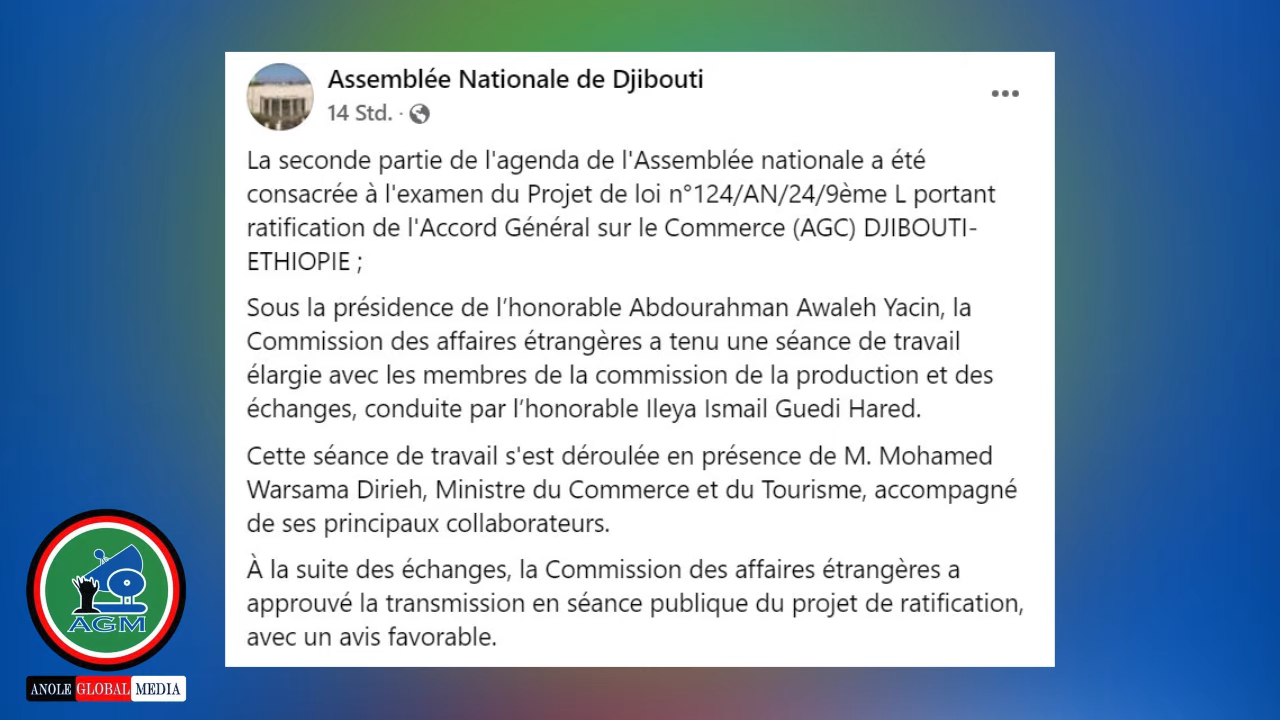 Assemblée Nationale de Djibouti
14 Std. ·
La seconde partie de l'agenda de l'Assemblée nationale a été
consacrée à l'examen du Projet de loi n°124/AN/24/9ème L portant
ratification de l'Accord Général sur le Commerce (AGC) DJIBOUTI-
ETHIOPIE ;
Sous la présidence de l’honorable Abdourahman Awaleh Yacin, la
Commission des affaires étrangères a tenu une séance de travail
élargie avec les membres de la commission de la production et des
échanges, conduite par l’honorable Ileya Ismail Guedi Hared.
Cette séance de travail s'est déroulée en présence de M. Mohamed
Warsama Dirieh, Ministre du Commerce et du Tourisme, accompagné
de ses principaux collaborateurs.
À la suite des échanges, la Commission des affaires étrangères a
approuvé la transmission en séance publique du projet de ratification,
avec un avis favorable.
AGM
ANOLE GLOBAL MEDIA